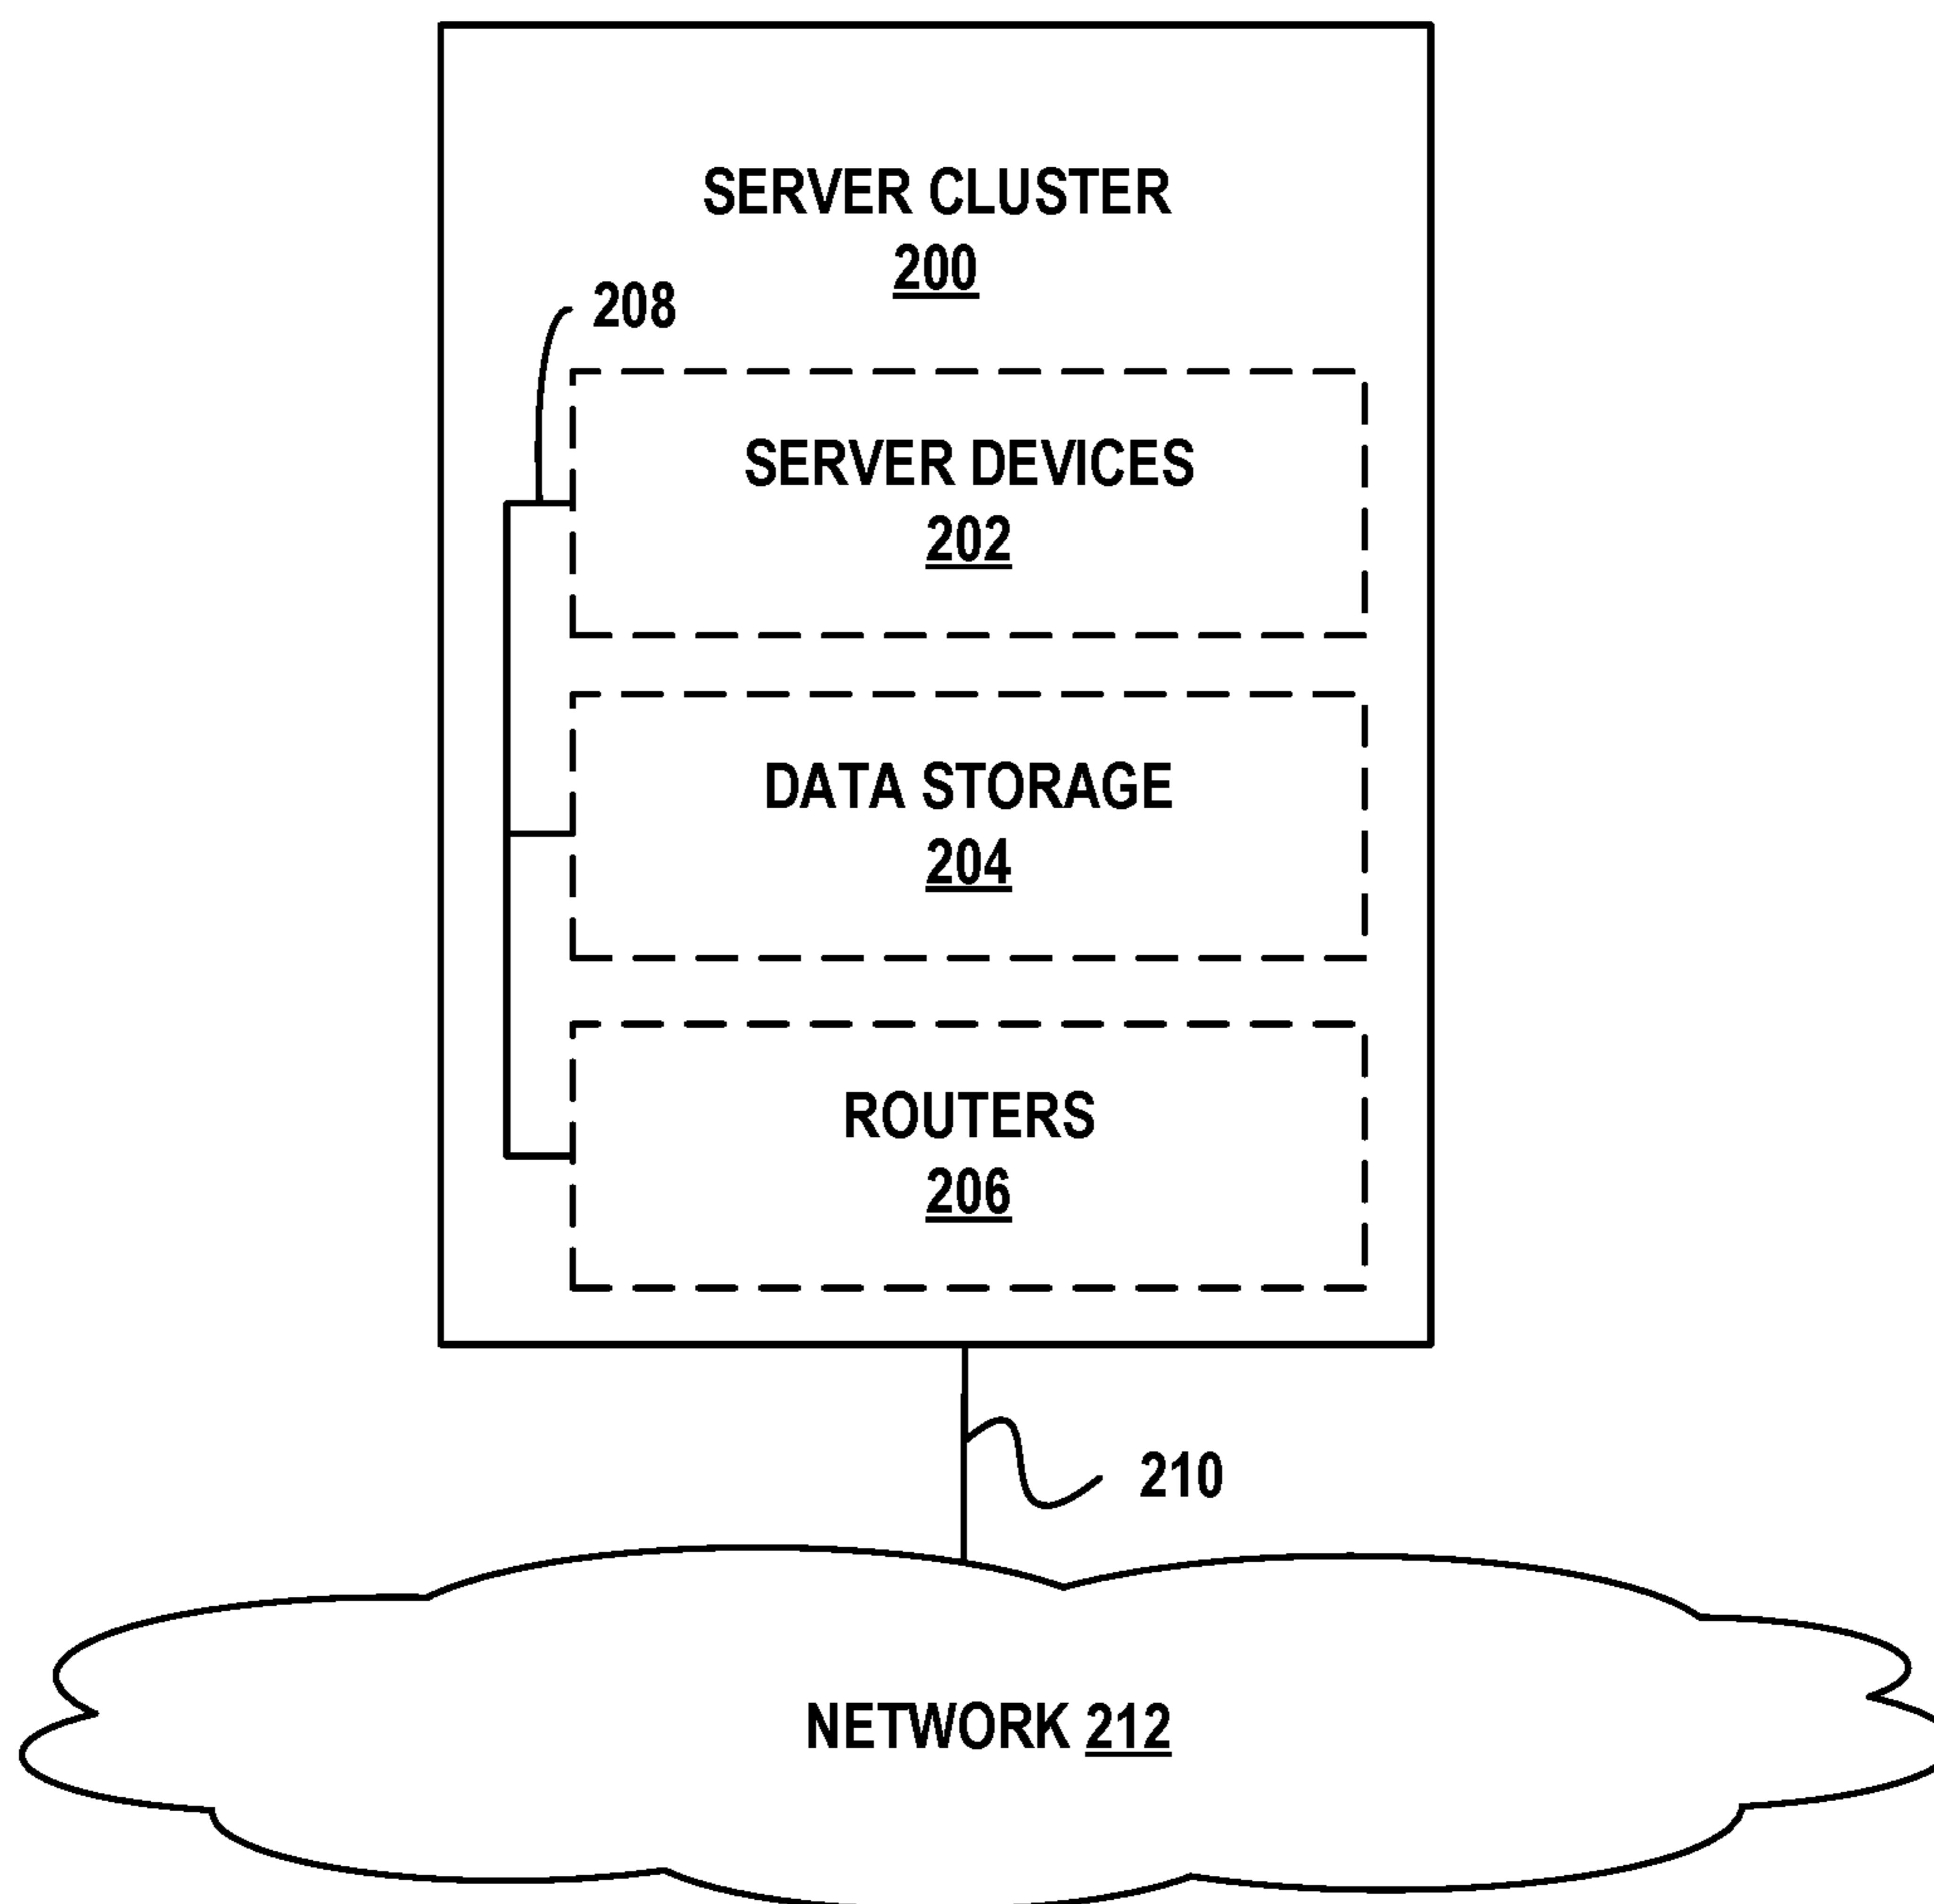 SERVER CLUSTER
200
208
SERVER DEVICES
202
DATA STORAGE
204
ROUTERS
206
210
NETWORK 212